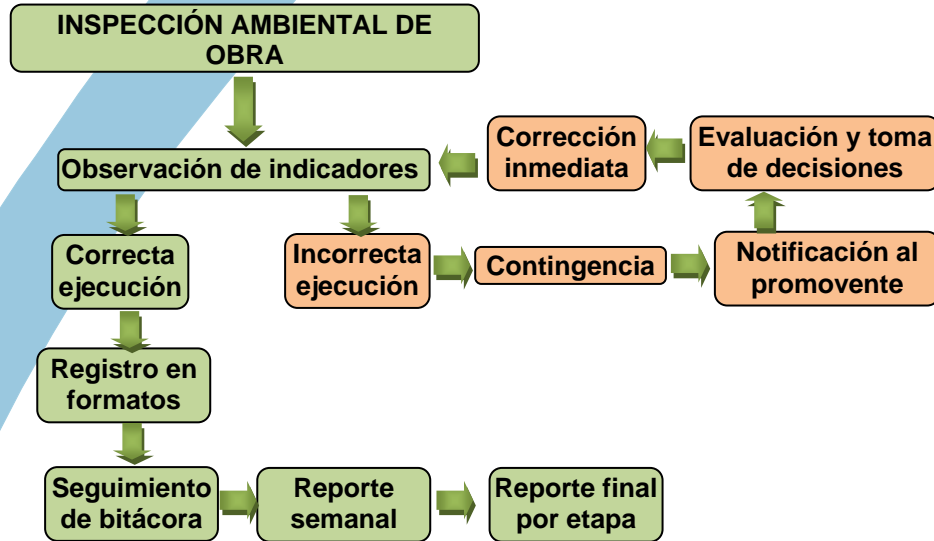 INSPECCIÓN AMBIENTAL DE
OBRA
Observación de indicadores
Corrección
inmediata
Evaluación y toma
de decisiones
Correcta
ejecución
Incorrecta
ejecución
Contingencia
Notificación al
promovente
Registro en
formatos
Seguimiento
de bitácora
Reporte
semanal
Reporte final
por etapa